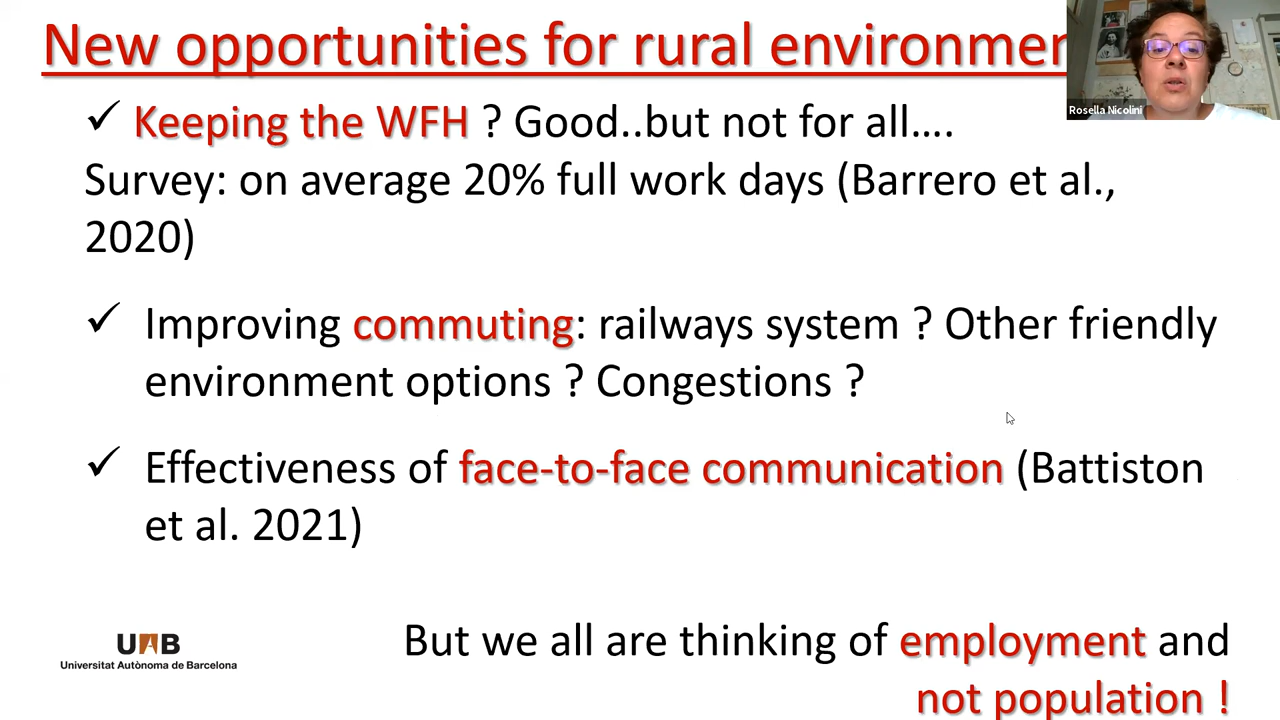 New opportunities for rural environmen
Rosella Nicolini
✓ Keeping the WFH ? Good..but not for all….
Survey: on average 20% full work days (Barrero et al.,
2020)
✓ Improving commuting: railways system ? Other friendly
environment options ? Congestions ?
✓ Effectiveness of face-to-face communication (Battiston
et al. 2021)
UAB
Universitat Autònoma de Barcelona
But we all are thinking of employment and
not population !